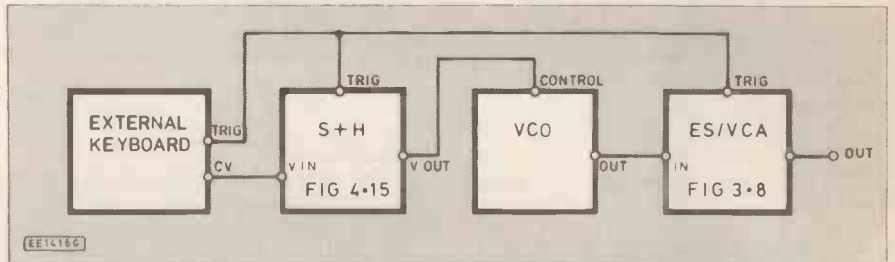 EXTERNAL
KEYBOARD
TRIG
CV
TRIG
V IN
S+H
V OUT
FIG 4·15
CONTROL
VCO
OUT
TRIG
ES/VCA
IN
FIG 3·8
OUT
EE1416G